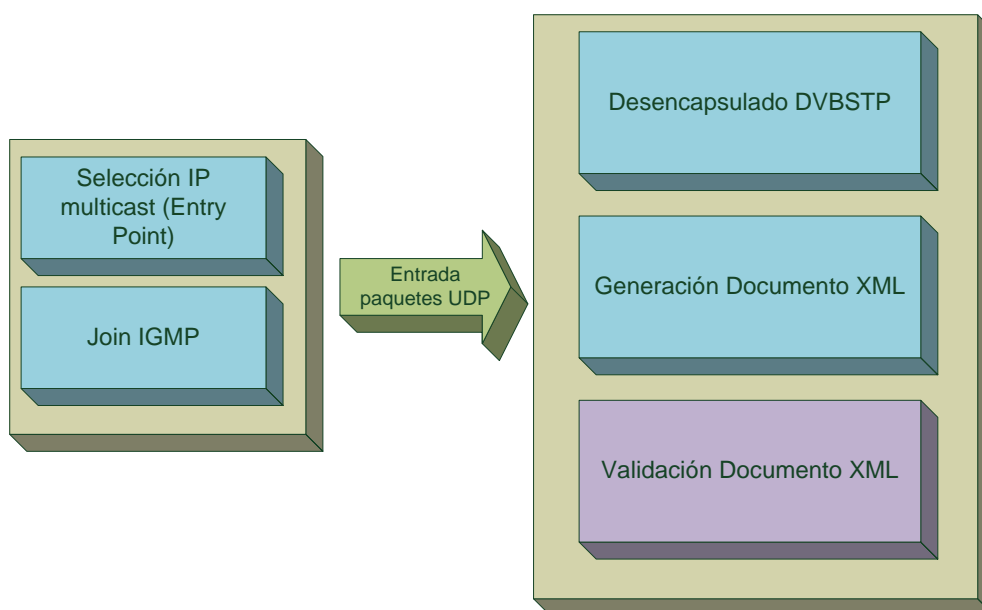 Selección IP
multicast (Entry
Point)
Join IGMP
Entrada
paquetes UDP
Desencapsulado DVBSTP
Generación Documento XML
Validación Documento XML